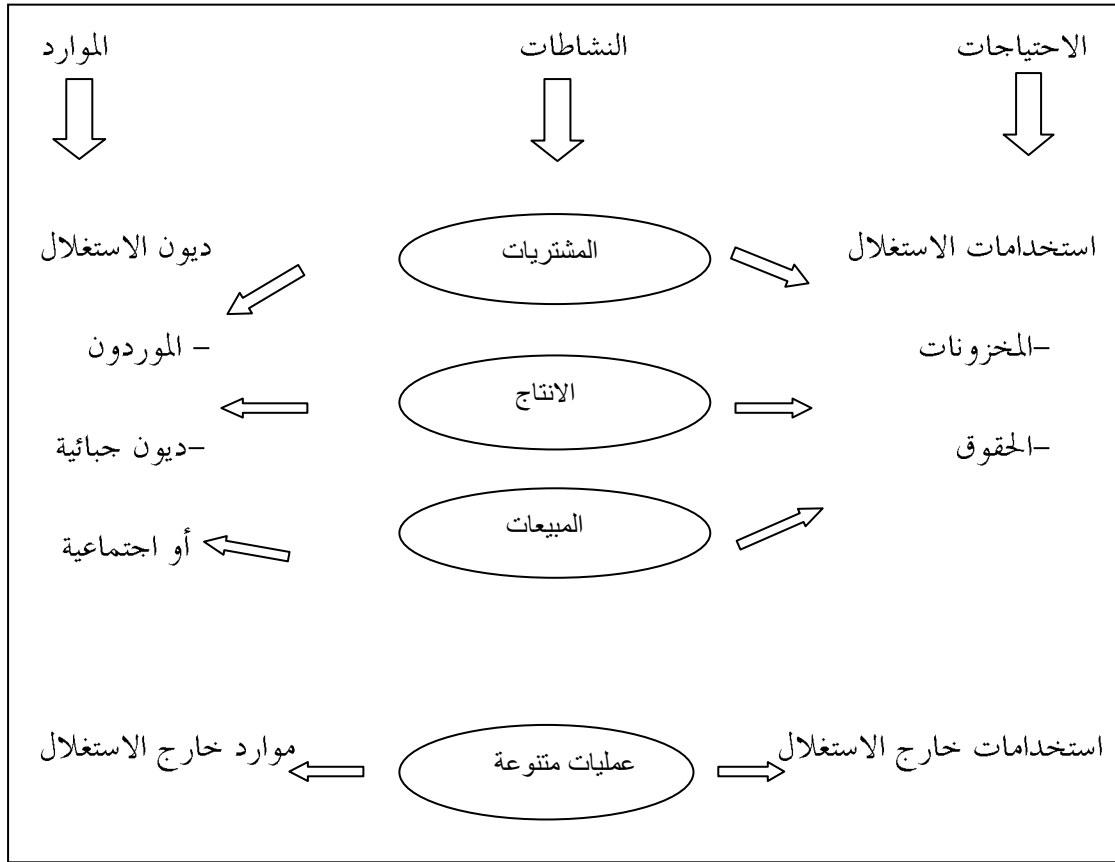 الاحتياجات النشاطات الموارد
استخدامات الاستغلال المشتريات ديون الاستغلال
–المخزونات الانتاج – الموردون
–الحقوق المبيعات –ديون جبائية
أو اجتماعية
استخدامات خارج الاستغلال عمليات متنوعة موارد خارج الاستغلال